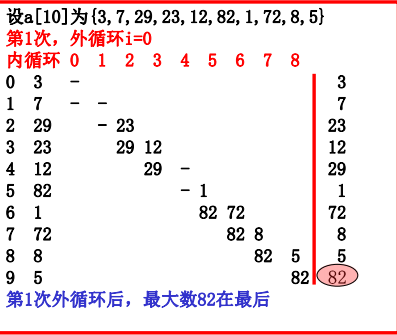 设a[10]为{3,7,29,23,12,82,1,72,8,5}
第1次，外循环i=0
内循环 0 1 2 3 4 5 6 7 8
0 3 - 3
1 7 - - 7
2 29 - 23 23
3 23 29 12 12
4 12 29 - 29
5 82 - 1 1
6 1 82 72 72
7 72 82 8 8
8 8 82 5 5
9 5 82 82
第1次外循环后，最大数82在最后